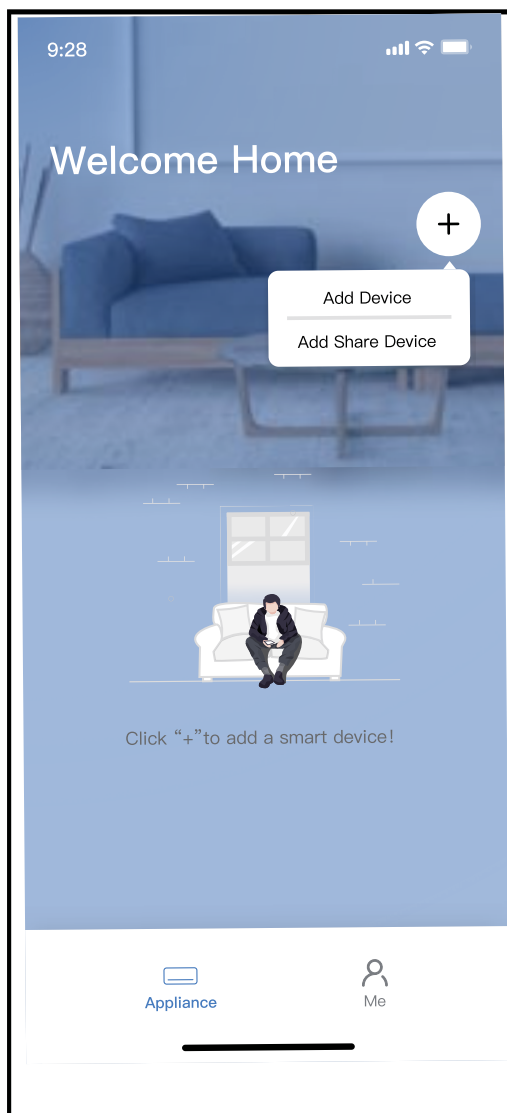 9:28
Welcome Home
+
Add Device
Add Share Device
Click “+”to add a smart device!
Appliance
Me